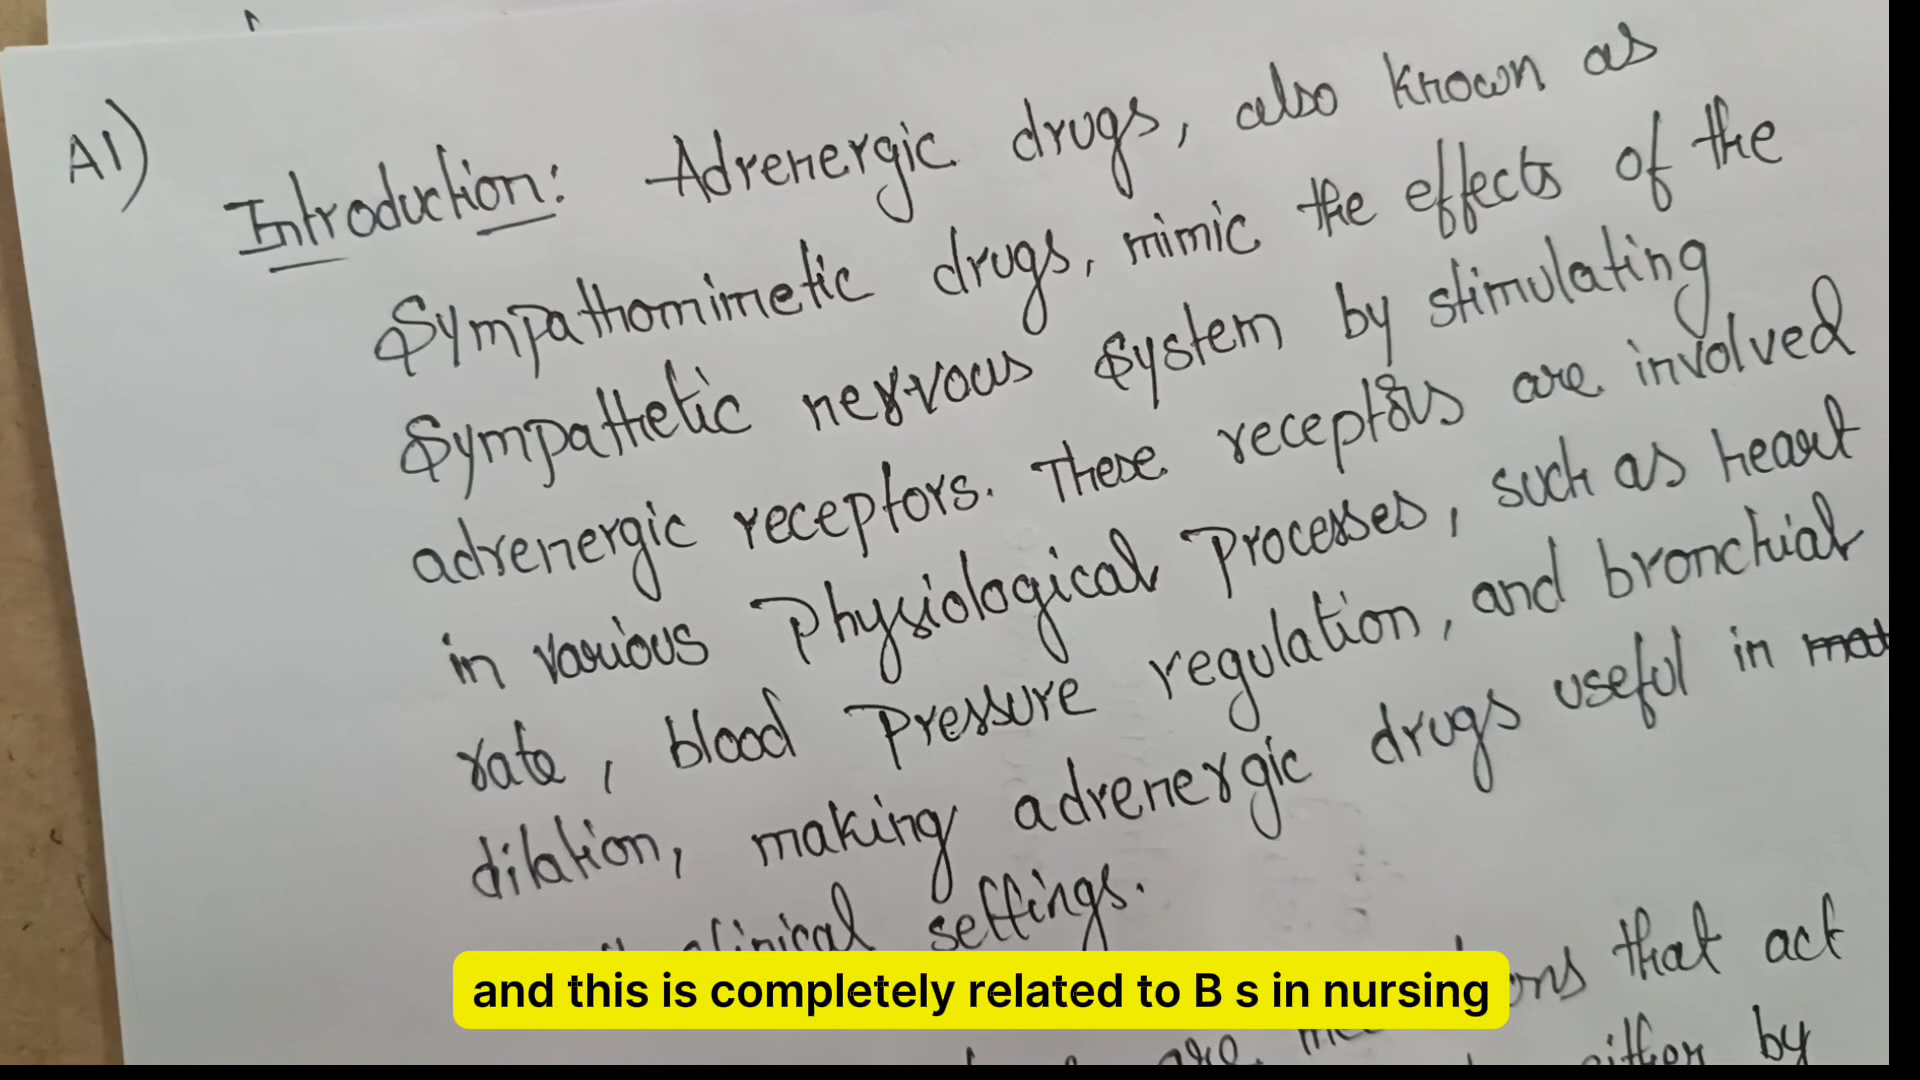 A1)
Introduction: Adrenergic drugs, also known as
Sympathomimetic drugs, mimic the effects of the
Sympathetic nervous system by stimulating
adrenergic receptors. These receptors are involved
in various Physiological Processes, such as heart
rate, blood Pressure regulation, and bronchial
dilation, making adrenergic drugs useful in
clinical settings.
that act
and this is completely related to B s in nursing
either by